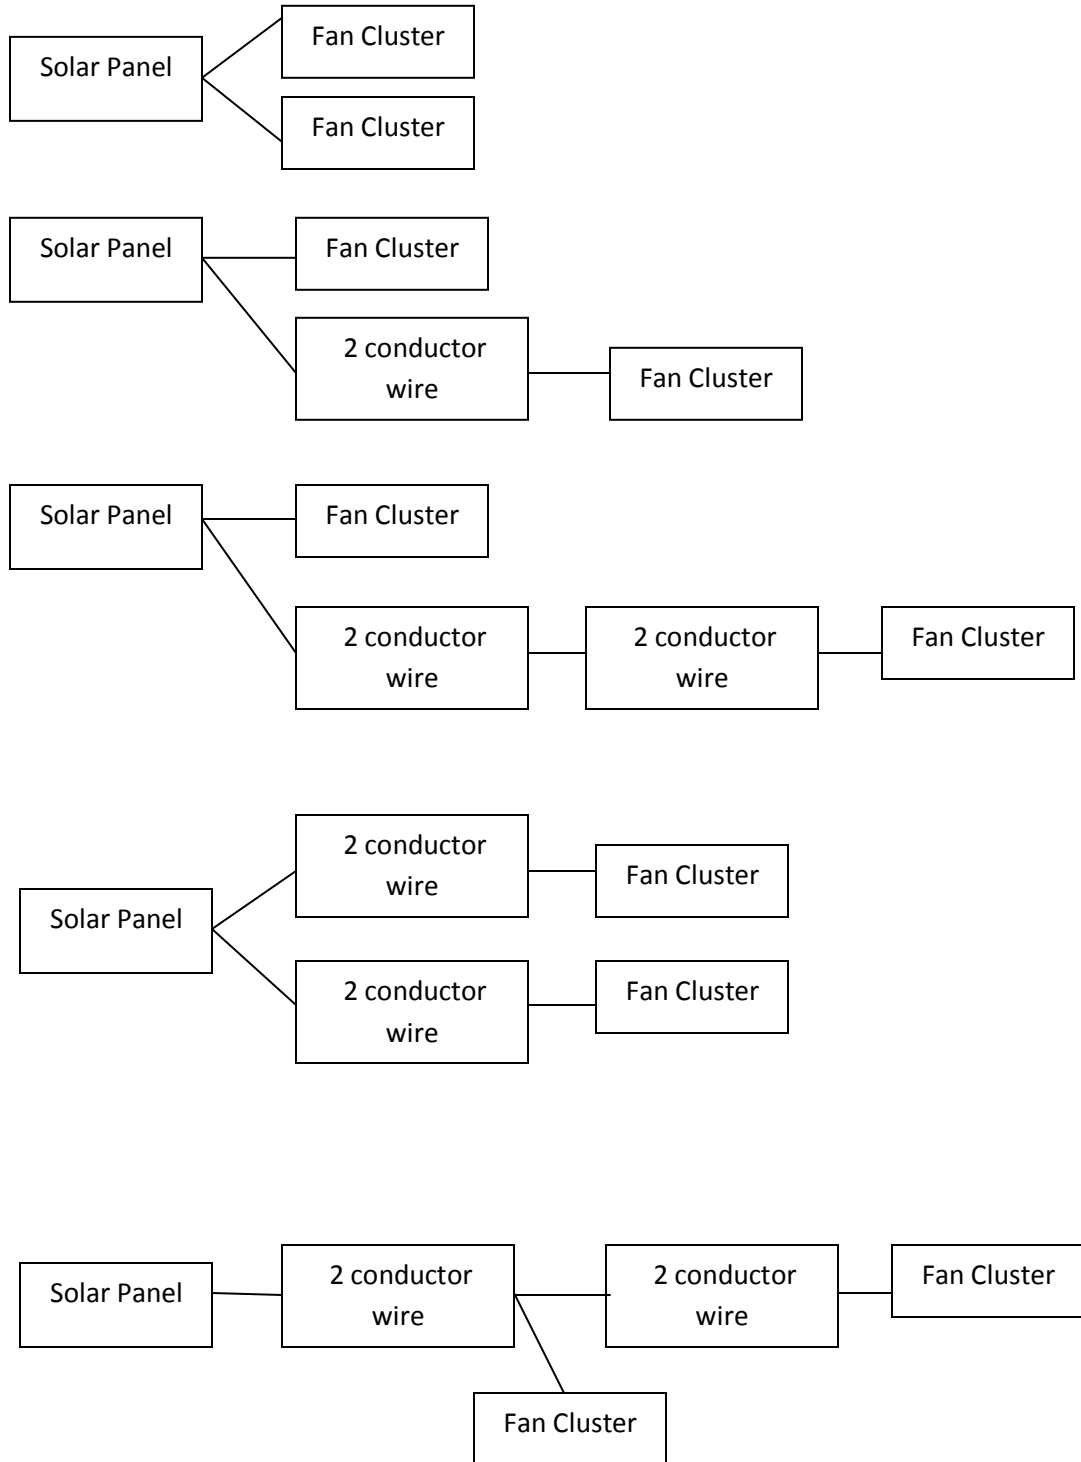 Fan Cluster
Solar Panel
Fan Cluster
Solar Panel
Fan Cluster
2 conductor
wire
Fan Cluster
Solar Panel
Fan Cluster
2 conductor
wire
2 conductor
wire
Fan Cluster
2 conductor
wire
Fan Cluster
Solar Panel
2 conductor
wire
Fan Cluster
Solar Panel
2 conductor
wire
2 conductor
wire
Fan Cluster
Fan Cluster